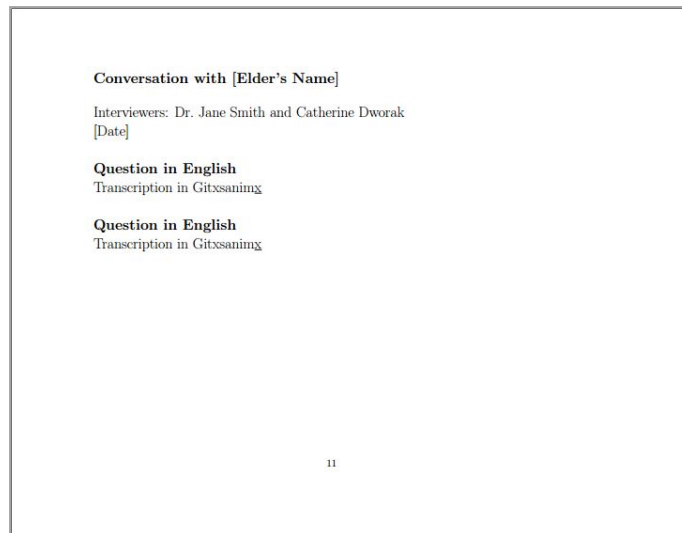 Conversation with [Elder's Name]
Interviewers: Dr. Jane Smith and Catherine Dworak
[Date]
Question in English
Transcription in Gitxsanimx̲
Question in English
Transcription in Gitxsanimx̲
11